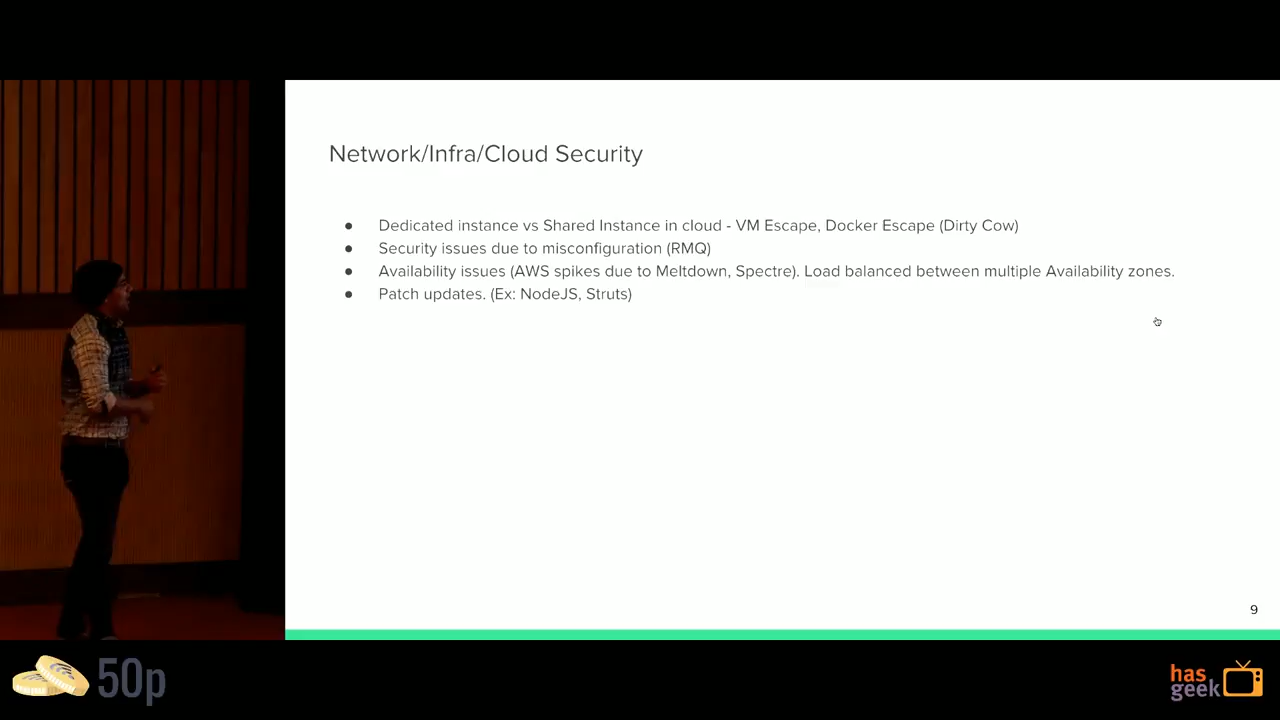 Network/Infra/Cloud Security
● Dedicated instance vs Shared Instance in cloud - VM Escape, Docker Escape (Dirty Cow)
● Security issues due to misconfiguration (RMQ)
● Availability issues (AWS spikes due to Meltdown, Spectre). Load balanced between multiple Availability zones.
● Patch updates. (Ex: NodeJS, Struts)
9
50p
has
geek